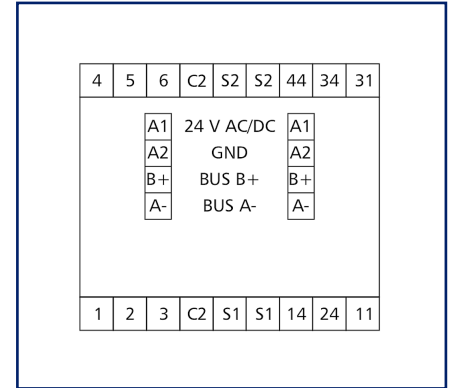 4 5 6 C2 S2 S2 44 34 31
A1 24 V AC/DC A1
A2 GND A2
B+ BUS B+ B+
A- BUS A- A-
1 2 3 C2 S1 S1 14 24 11